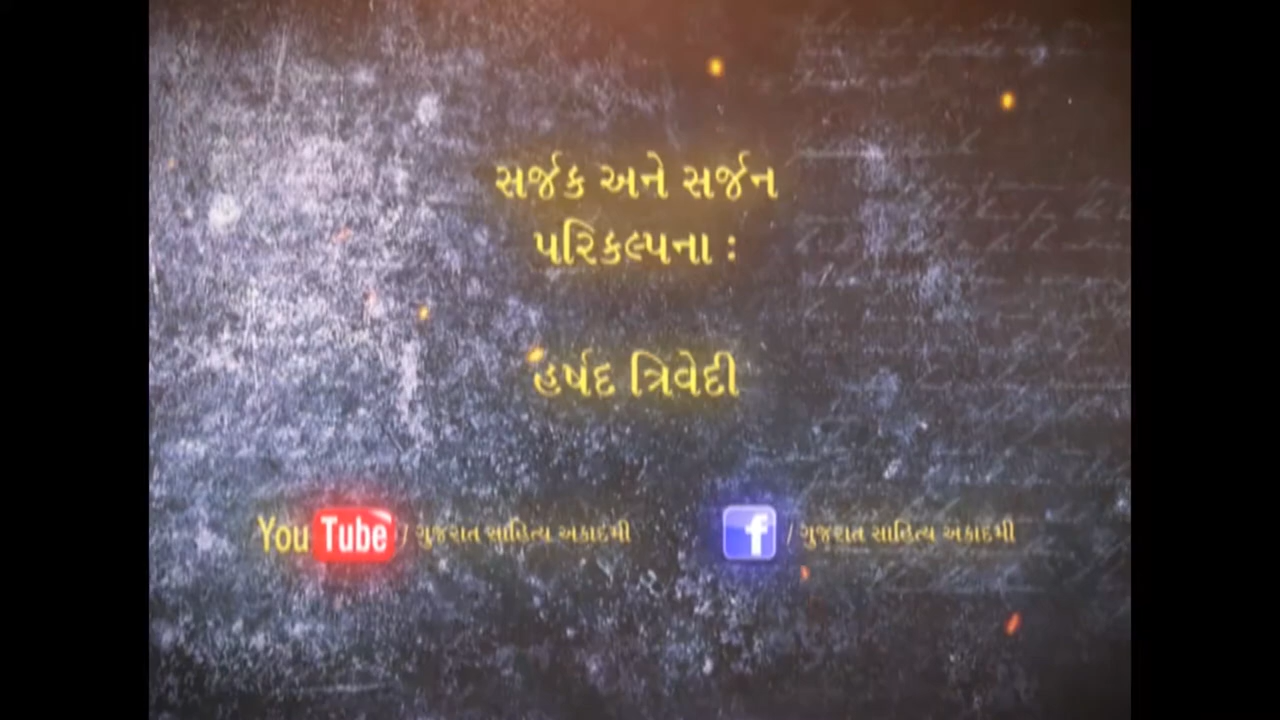 સર્જક અને સર્જન
પરિકલ્પના :
હર્ષદ ત્રિવેદી
YouTube / ગુજરાત સાહિત્ય અકાદમી
f / ગુજરાત સાહિત્ય અકાદમી